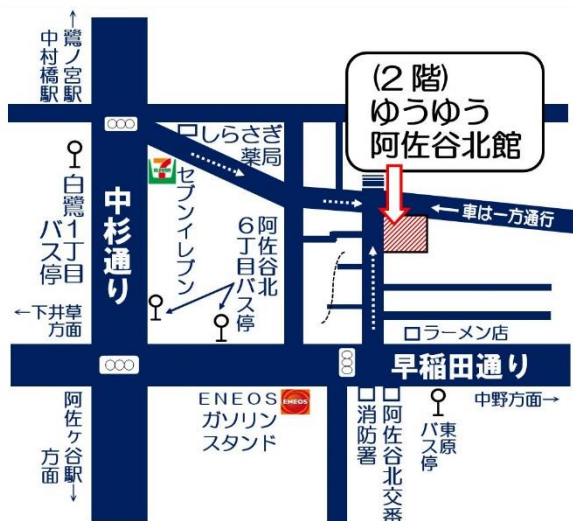 鷺ノ宮駅
中村橋駅
(2階)
ゆうゆう
阿佐谷北館
しらさぎ
薬局
7
ELEVEN
セブンイレブン
白鷺1丁目
バス停
中杉通り
阿佐谷北
6丁目バス停
←車は一方通行
←下井草
方面
ラーメン店
早稲田通り
中野方面→
阿佐ヶ谷駅
方面
ENEOS
ガソリン
スタンド
ENEOS
消防署
阿佐谷北交番
東原
バス停